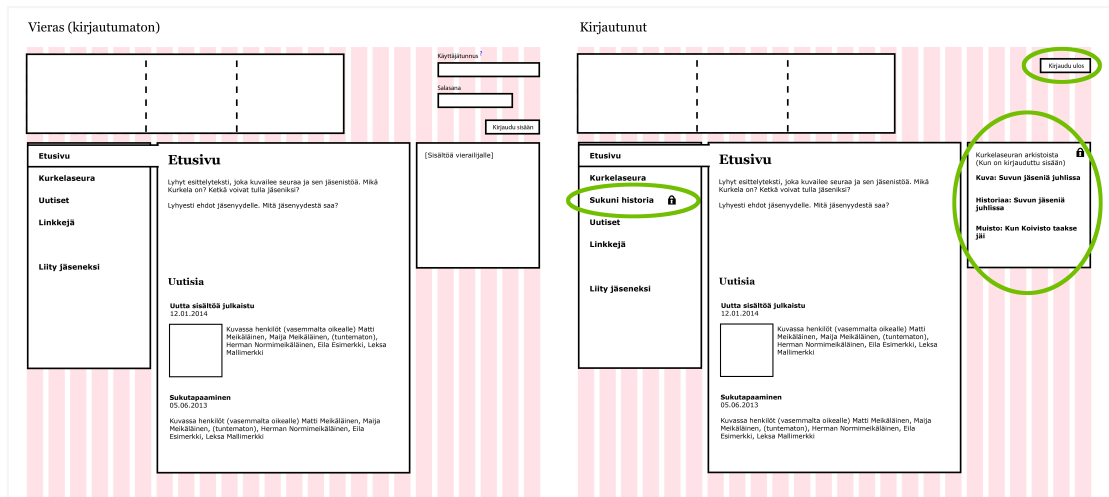 Vieras (kirjautumaton)
Käyttäjätunnus ?
Salasana
Kirjaudu sisään
Etusivu
Kurkelaseura
Uutiset
Linkkejä
Liity jäseneksi
Etusivu
Lyhyt esittelyteksti, joka kuvailee seuraa ja sen jäsenistöä. Mikä
Kurkela on? Ketkä voivat tulla jäseniksi?
Lyhyesti ehdot jäsenyydelle. Mitä jäsenyydestä saa?
Uutisia
Uutta sisältöä julkaistu
12.01.2014
Kuvassa henkilöt (vasemmalta oikealle) Matti
Meikäläinen, Maija Meikäläinen, (tuntematon),
Herman Normimeikäläinen, Eila Esimerkki, Leksa
Mallimerkki
Sukutapaaminen
05.06.2013
Kuvassa henkilöt (vasemmalta oikealle) Matti Meikäläinen, Maija
Meikäläinen, (tuntematon), Herman Normimeikäläinen, Eila
Esimerkki, Leksa Mallimerkki
[Sisältöä vierailijalle]
Kirjautunut
Kirjaudu ulos
Etusivu
Kurkelaseura
Sukuni historia
Uutiset
Linkkejä
Liity jäseneksi
Etusivu
Lyhyt esittelyteksti, joka kuvailee seuraa ja sen jäsenistöä. Mikä
Kurkela on? Ketkä voivat tulla jäseniksi?
Lyhyesti ehdot jäsenyydelle. Mitä jäsenyydestä saa?
Uutisia
Uutta sisältöä julkaistu
12.01.2014
Kuvassa henkilöt (vasemmalta oikealle) Matti
Meikäläinen, Maija Meikäläinen, (tuntematon),
Herman Normimeikäläinen, Eila Esimerkki, Leksa
Mallimerkki
Sukutapaaminen
05.06.2013
Kuvassa henkilöt (vasemmalta oikealle) Matti Meikäläinen, Maija
Meikäläinen, (tuntematon), Herman Normimeikäläinen, Eila
Esimerkki, Leksa Mallimerkki
Kurkelaseuran arkistoista
(Kun on kirjauduttu sisään)
Kuva: Suvun jäseniä juhlissa
Historiaa: Suvun jäseniä
juhlissa
Muisto: Kun Koivisto taakse
jäi